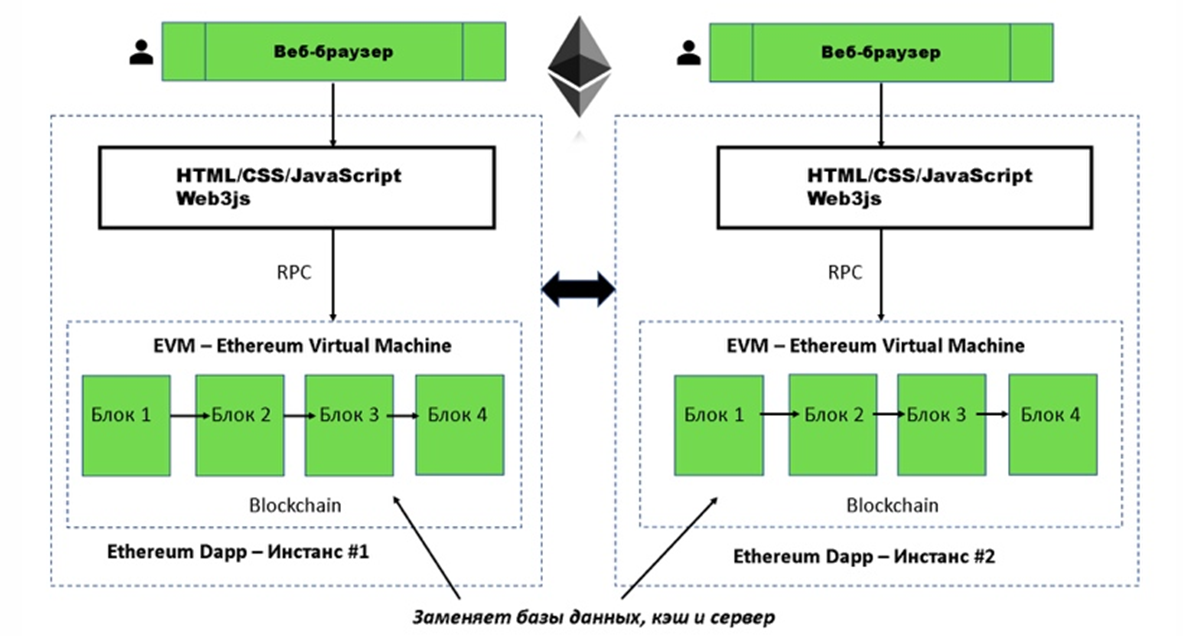 Веб-браузер
HTML/CSS/JavaScript
Web3js
RPC
EVM – Ethereum Virtual Machine
Блок 1
Блок 2
Блок 3
Блок 4
Blockchain
Ethereum Dapp – Инстанс #1
Веб-браузер
HTML/CSS/JavaScript
Web3js
RPC
EVM – Ethereum Virtual Machine
Блок 1
Блок 2
Блок 3
Блок 4
Blockchain
Ethereum Dapp – Инстанс #2
Заменяет базы данных, кэш и сервер